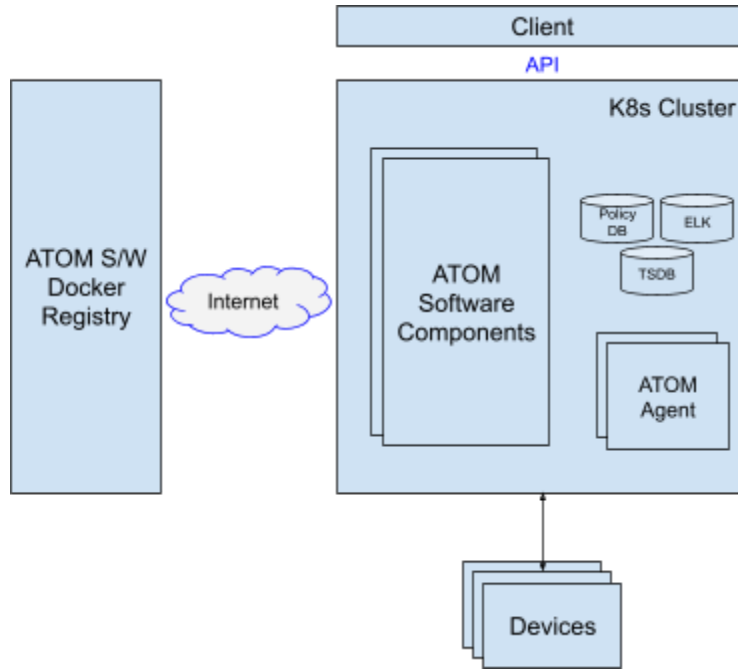 Client
API
K8s Cluster
ATOM S/W
Docker
Registry
Internet
ATOM
Software
Components
Policy
DB
ELK
TSDB
ATOM
Agent
Devices